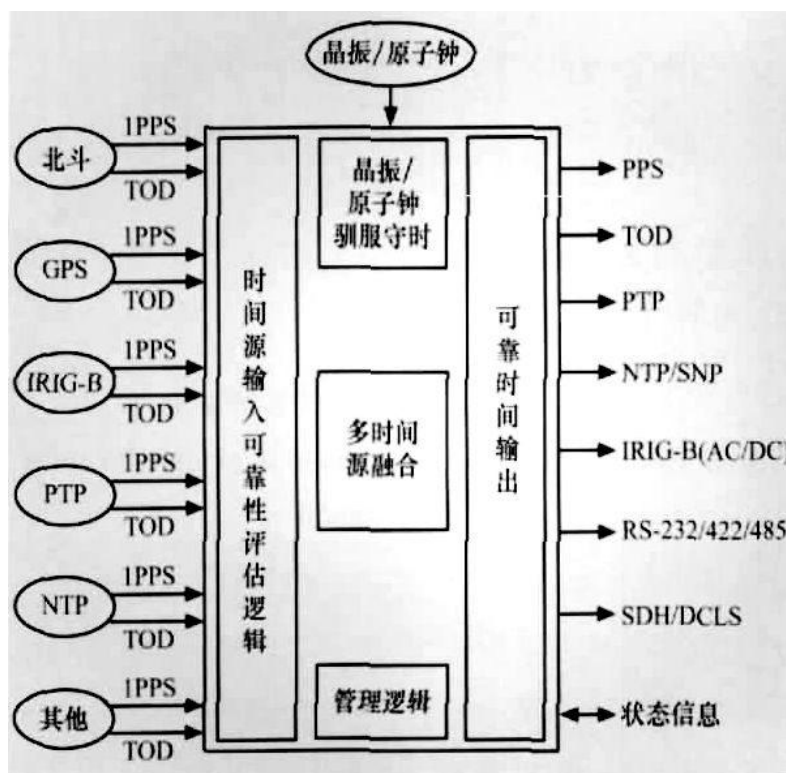 晶振/原子钟
北斗
1PPS
TOD
GPS
1PPS
TOD
IRIG-B
1PPS
TOD
PTP
1PPS
TOD
NTP
1PPS
TOD
其他
1PPS
TOD
时间源输入可靠性评估逻辑
晶振/
原子钟
驯服守时
多时间
源融合
管理逻辑
可靠时间输出
PPS
TOD
PTP
NTP/SNP
IRIG-B(AC/DC)
RS-232/422/485
SDH/DCLS
状态信息